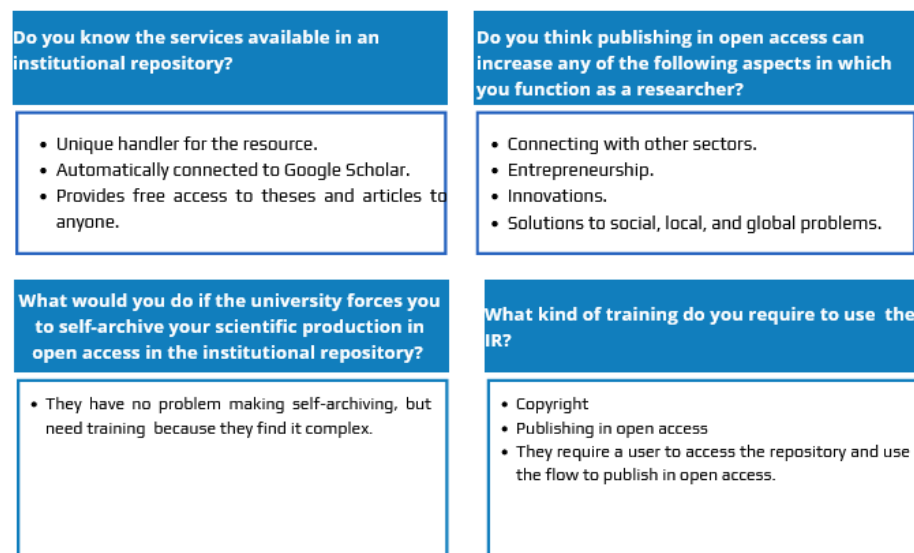 Do you know the services available in an
institutional repository?
• Unique handler for the resource.
• Automatically connected to Google Scholar.
• Provides free access to theses and articles to
anyone.
Do you think publishing in open access can
increase any of the following aspects in which
you function as a researcher?
• Connecting with other sectors.
• Entrepreneurship.
• Innovations.
• Solutions to social, local, and global problems.
What would you do if the university forces you
to self-archive your scientific production in
open access in the institutional repository?
• They have no problem making self-archiving, but
need training because they find it complex.
What kind of training do you require to use the
IR?
• Copyright
• Publishing in open access
• They require a user to access the repository and use
the flow to publish in open access.